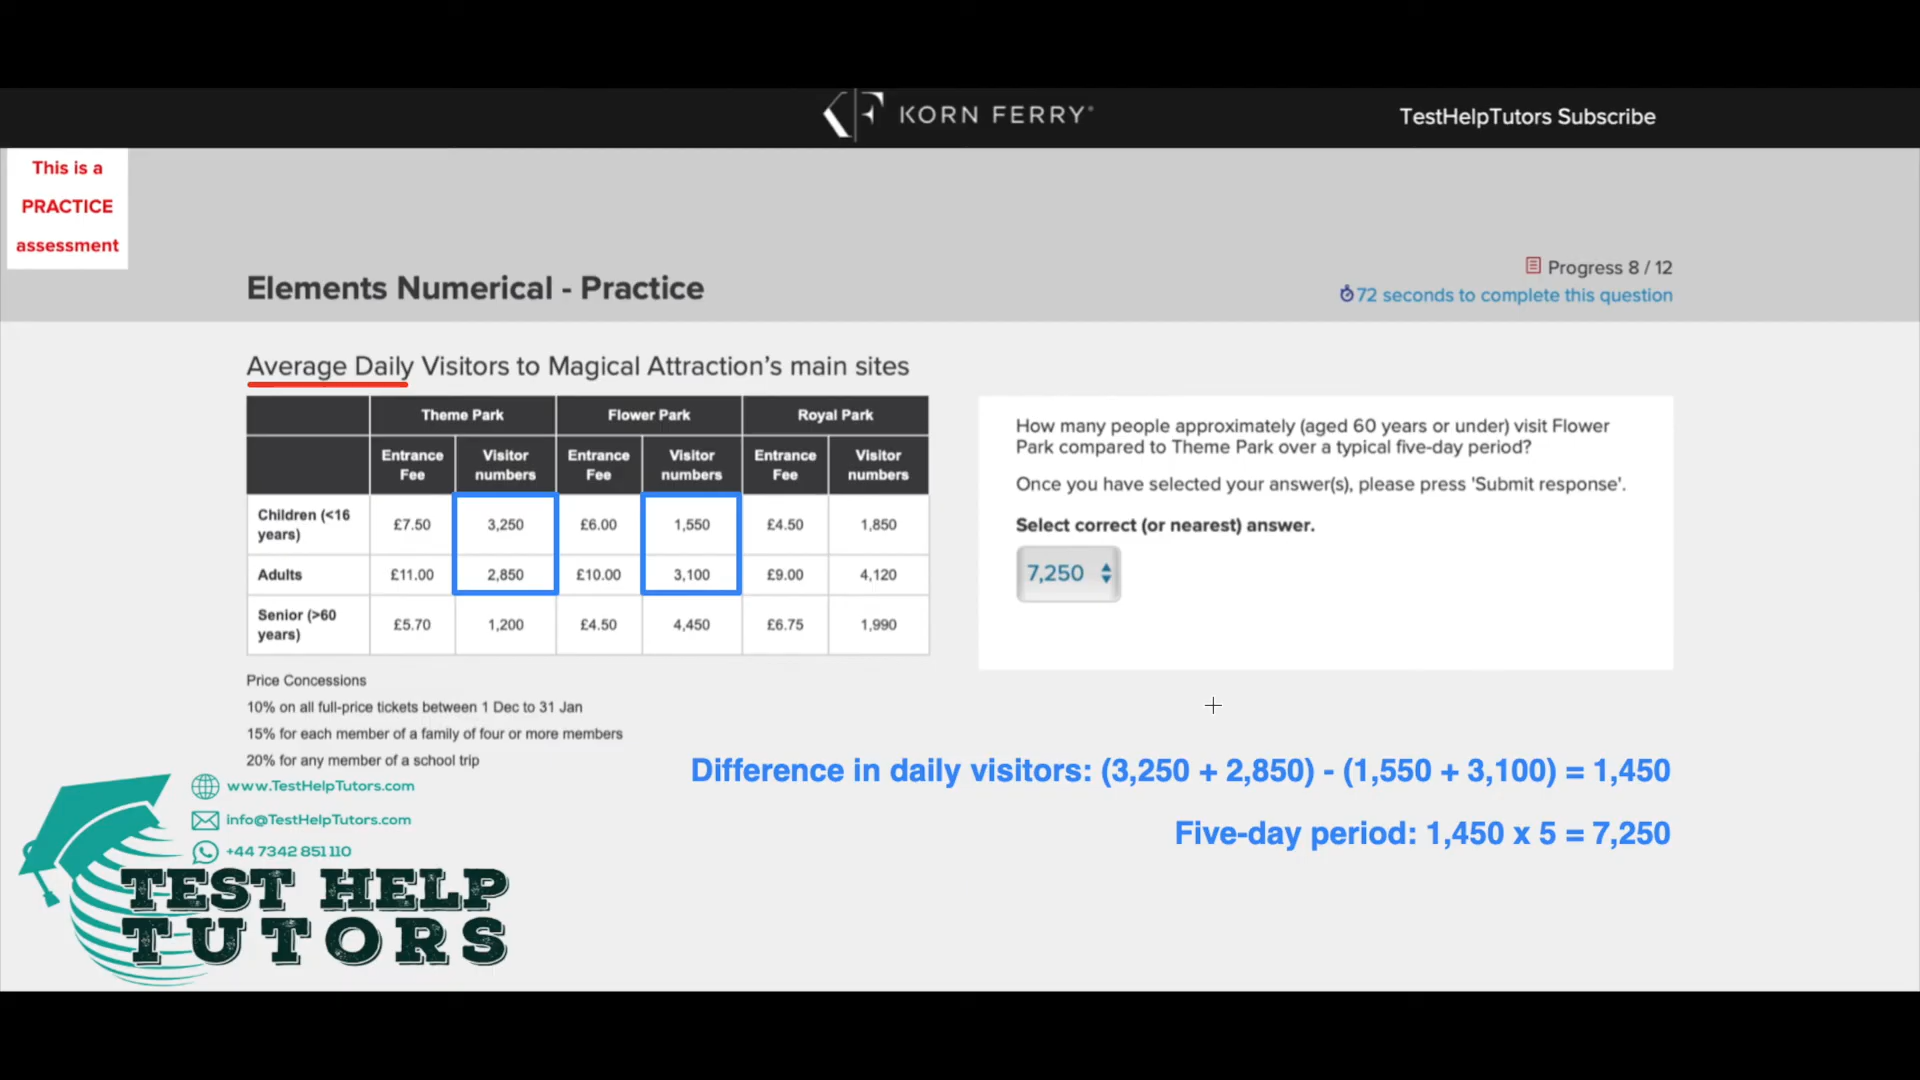 KORN FERRY®
TestHelpTutors Subscribe
This is a
PRACTICE
assessment
Elements Numerical - Practice
Progress 8 / 12
72 seconds to complete this question
Average Daily Visitors to Magical Attraction's main sites
Theme Park Flower Park Royal Park
Entrance Fee Visitor numbers Entrance Fee Visitor numbers Entrance Fee Visitor numbers
Children (<16 years) £7.50 3,250 £6.00 1,550 £4.50 1,850
Adults £11.00 2,850 £10.00 3,100 £9.00 4,120
Senior (>60 years) £5.70 1,200 £4.50 4,450 £6.75 1,990
Price Concessions
10% on all full-price tickets between 1 Dec to 31 Jan
15% for each member of a family of four or more members
20% for any member of a school trip
How many people approximately (aged 60 years or under) visit Flower
Park compared to Theme Park over a typical five-day period?
Once you have selected your answer(s), please press 'Submit response'.
Select correct (or nearest) answer.
7,250
Difference in daily visitors: (3,250 + 2,850) - (1,550 + 3,100) = 1,450
Five-day period: 1,450 x 5 = 7,250
www.TestHelpTutors.com
info@TestHelpTutors.com
+44 7342 851 110
TEST HELP
TUTORS